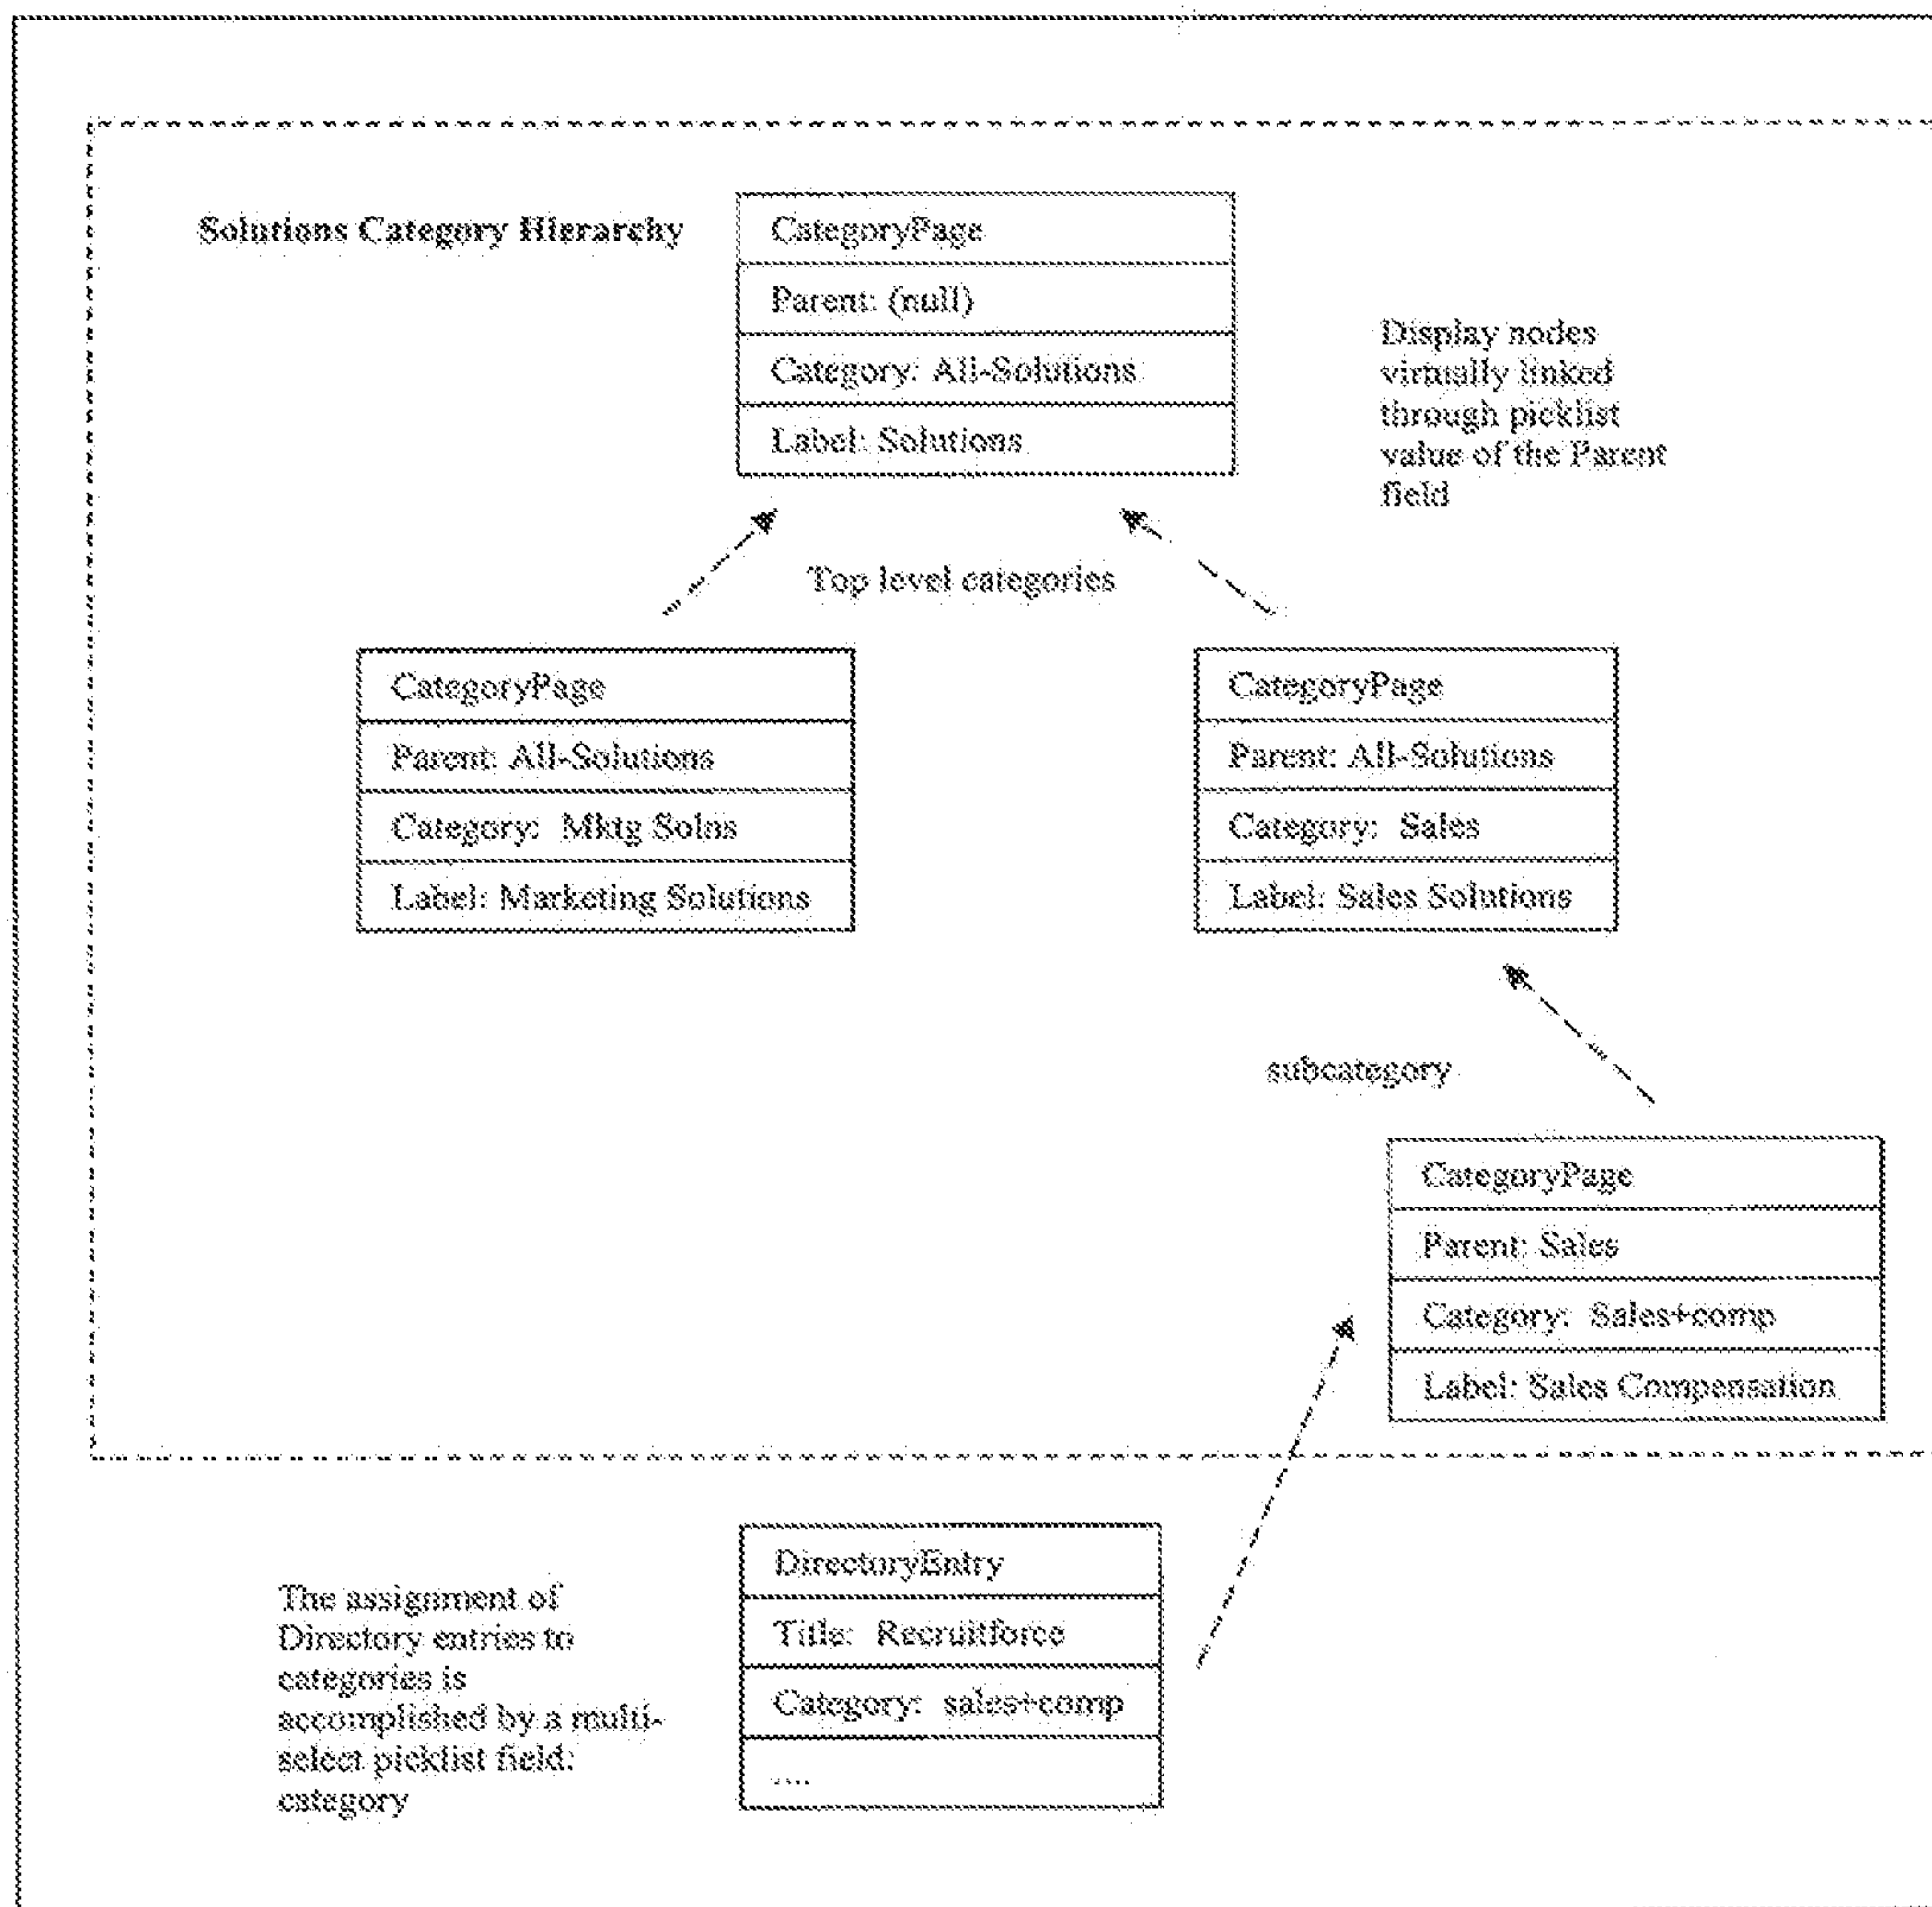 Solutions Category Hierarchy
CategoryPage
Parent: (null)
Category: All-Solutions
Label: Solutions
Display nodes
virtually linked
through picklist
value of the Parent
field
Top level categories
CategoryPage
Parent: All-Solutions
Category: Mktg Solns
Label: Marketing Solutions
CategoryPage
Parent: All-Solutions
Category: Sales
Label: Sales Solutions
subcategory
CategoryPage
Parent: Sales
Category: Sales+comp
Label: Sales Compensation
DirectoryEntry
Title: Recruitforce
Category: sales+comp
....
The assignment of
Directory entries to
categories is
accomplished by a multi-
select picklist field:
category